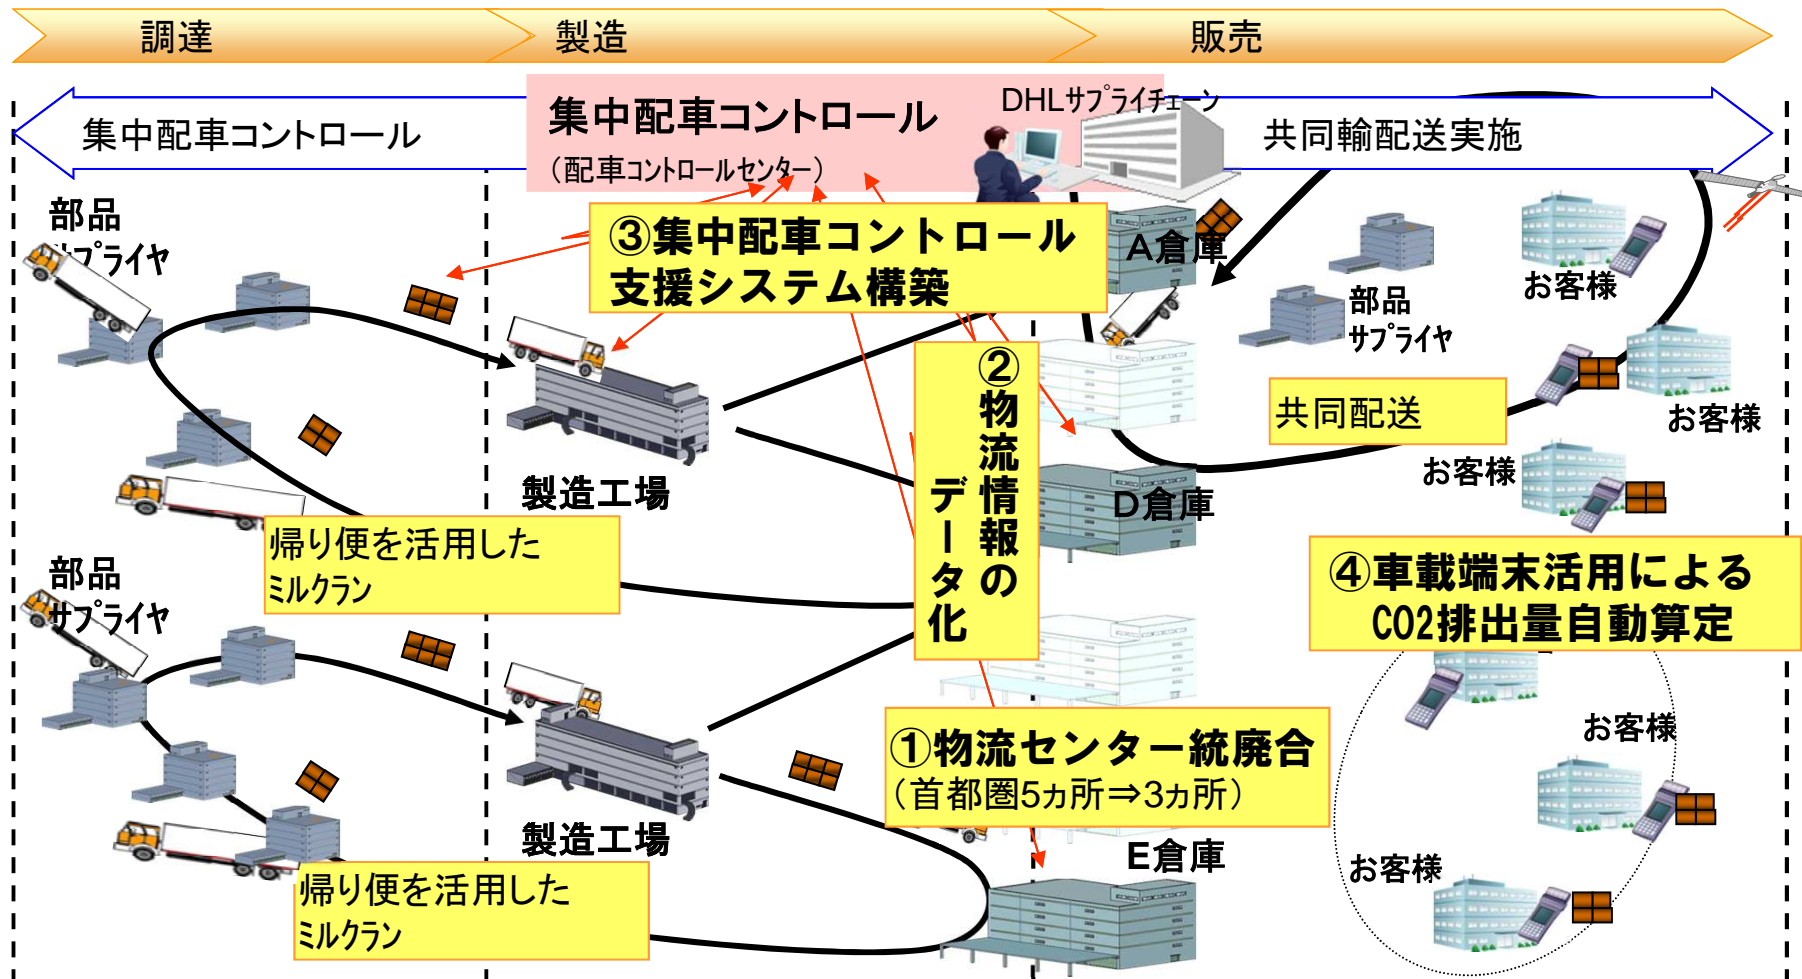 調達
製造
販売
集中配車コントロール
集中配車コントロール
（配車コントロールセンター）
DHLサプライチェーン
共同輸配送実施
部品
サプライヤ
③集中配車コントロール
支援システム構築
A倉庫
部品
サプライヤ
お客様
②物流情報の
データ化
共同配送
お客様
お客様
製造工場
D倉庫
帰り便を活用した
ミルクラン
部品
サプライヤ
④車載端末活用による
CO2排出量自動算定
①物流センター統廃合
（首都圏5ヵ所⇒3ヵ所）
お客様
製造工場
E倉庫
お客様
帰り便を活用した
ミルクラン